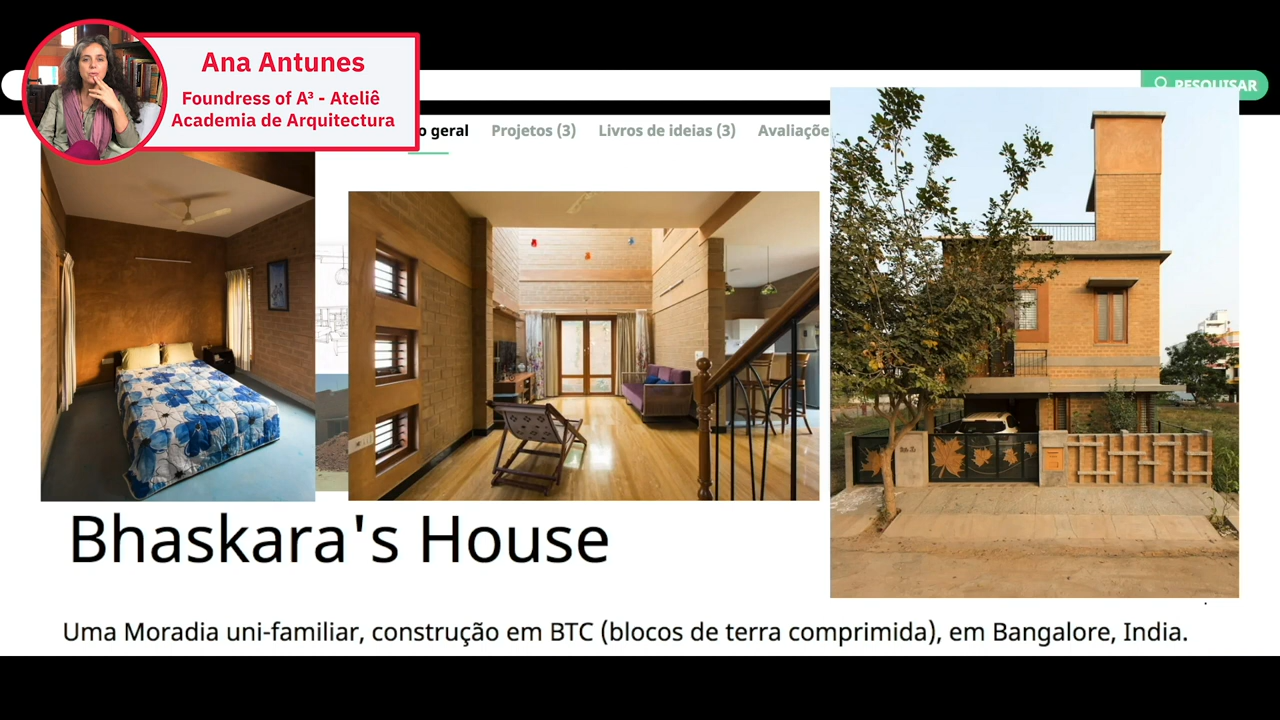 Ana Antunes
Foundress of A³ - Ateliê
Academia de Arquitectura
PESQUISAR
geral
Projetos (3)
Livros de ideias (3)
Bhaskara's House
Uma Moradia uni-familiar, construção em BTC (blocos de terra comprimida), em Bangalore, India.